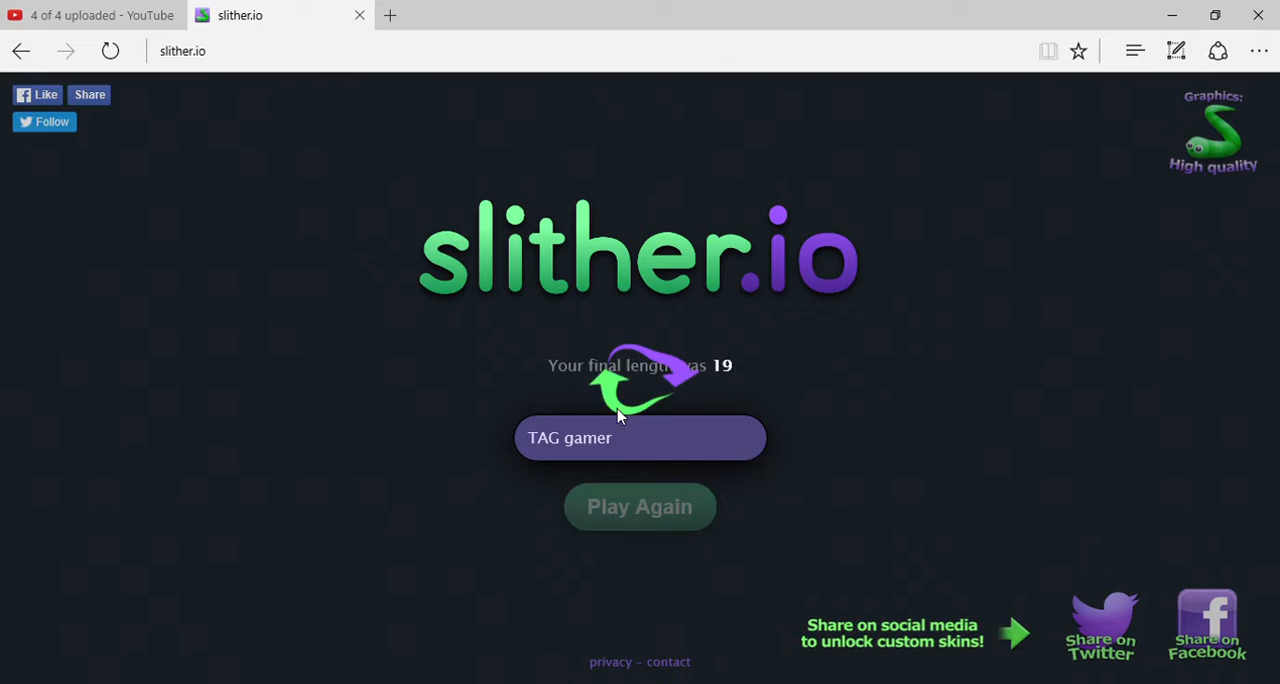 4 of 4 uploaded - YouTube
slither.io
slither.io
Like
Share
Follow
Graphics:
High quality
slither.io
Your final length was 19
TAG gamer
Play Again
Share on social media
to unlock custom skins!
Share on
Twitter
Share on
Facebook
privacy - contact